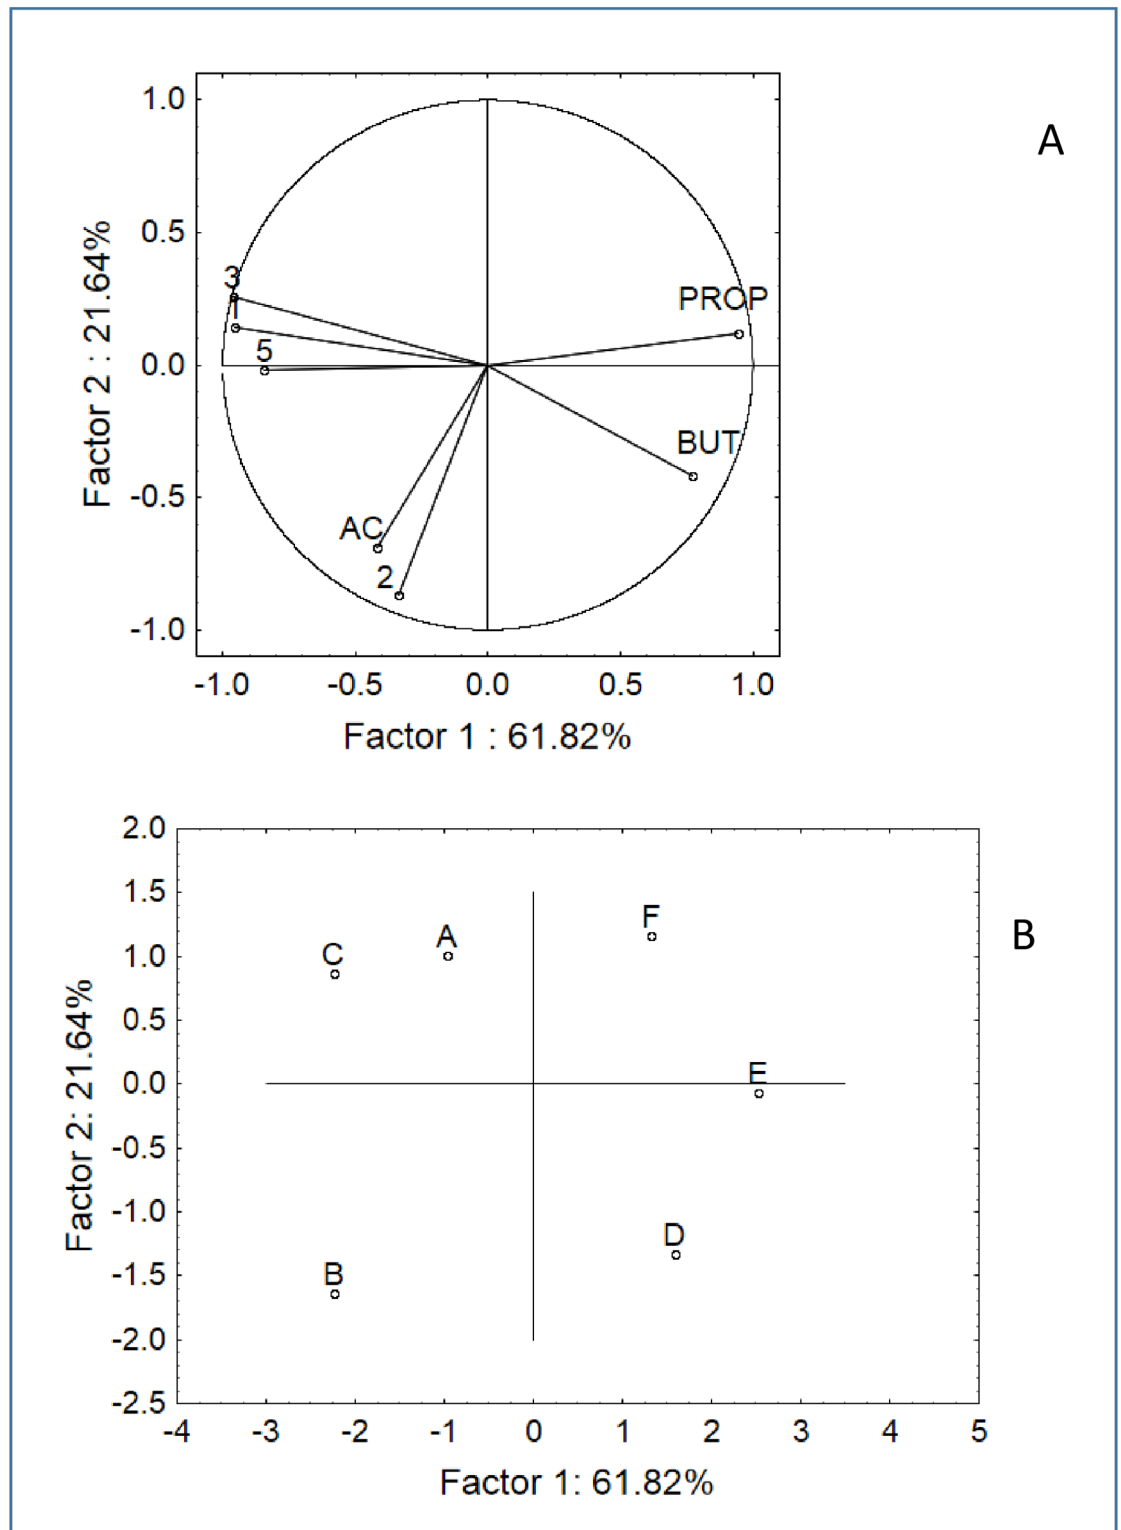 A
1.0
0.5
0.0
-0.5
-1.0
Factor 2 : 21.64%
3
1
5
AC
2
PROP
BUT
-1.0 -0.5 0.0 0.5 1.0
Factor 1 : 61.82%
B
2.0
1.5
1.0
0.5
0.0
-0.5
-1.0
-1.5
-2.0
-2.5
Factor 2: 21.64%
C
A
F
E
D
B
-4 -3 -2 -1 0 1 2 3 4 5
Factor 1: 61.82%